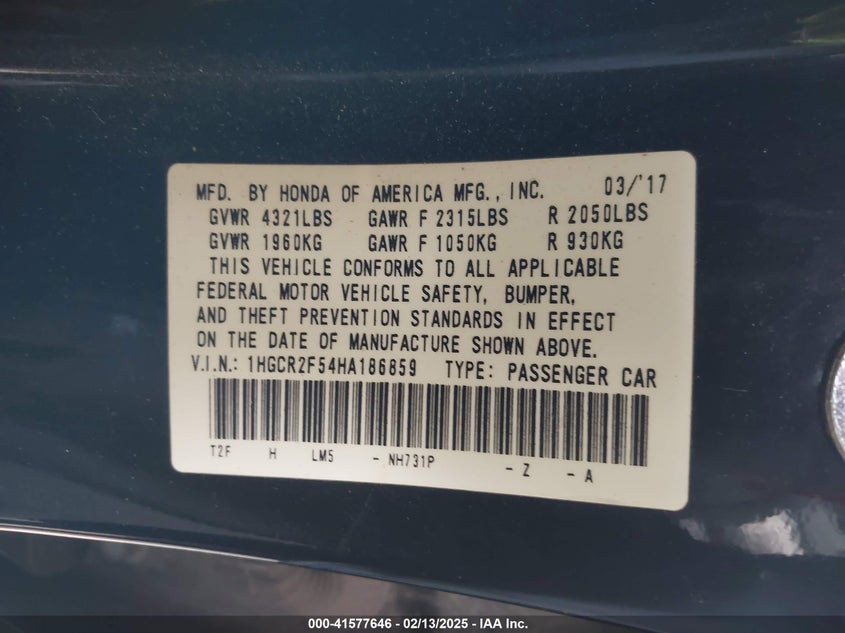 MFD. BY HONDA OF AMERICA MFG., INC. 03/'17
GVWR 4321LBS GAWR F 2315LBS R 2050LBS
GVWR 1960KG GAWR F 1050KG R 930KG
THIS VEHICLE CONFORMS TO ALL APPLICABLE
FEDERAL MOTOR VEHICLE SAFETY, BUMPER,
AND THEFT PREVENTION STANDARDS IN EFFECT
ON THE DATE OF MANUFACTURE SHOWN ABOVE.
V.I.N.: 1HGCR2F54HA186859 TYPE: PASSENGER CAR
T2F H LM5 - NH731P - Z - A
000-41577646 - 02/13/2025 - IAA Inc.